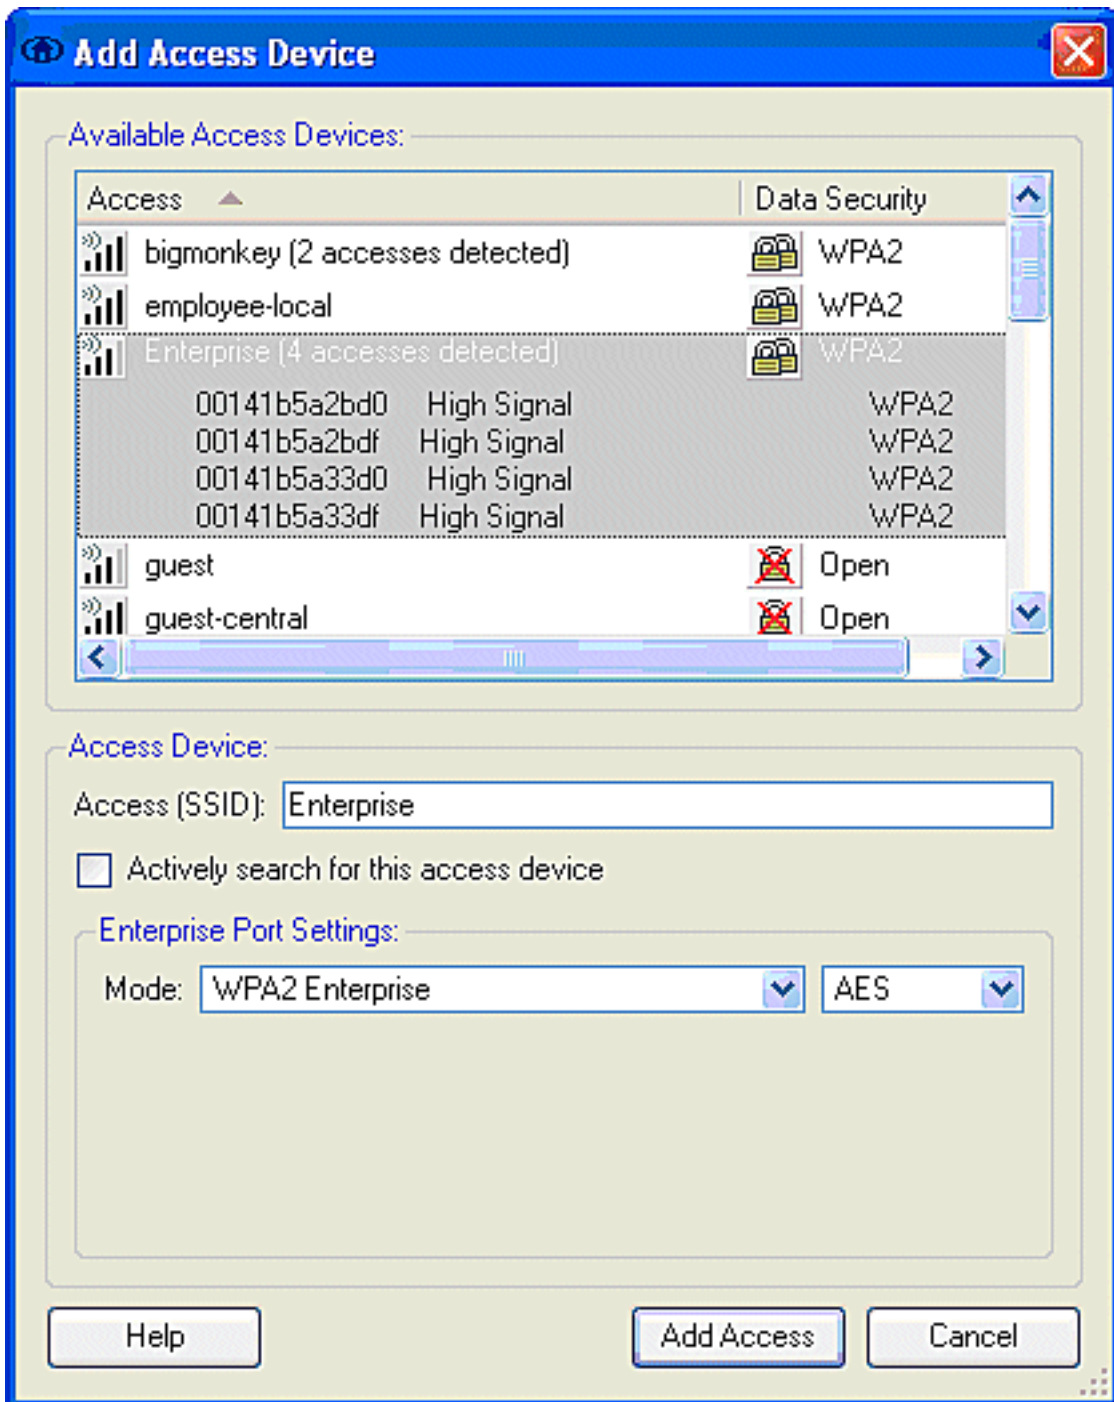 Add Access Device
Available Access Devices:
Access Data Security
bigmonkey (2 accesses detected) WPA2
employee-local WPA2
Enterprise (4 accesses detected) WPA2
00141b5a2bd0 High Signal WPA2
00141b5a2bdf High Signal WPA2
00141b5a33d0 High Signal WPA2
00141b5a33df High Signal WPA2
guest Open
guest-central Open
Access Device:
Access (SSID): Enterprise
Actively search for this access device
Enterprise Port Settings:
Mode: WPA2 Enterprise AES
Help Add Access Cancel